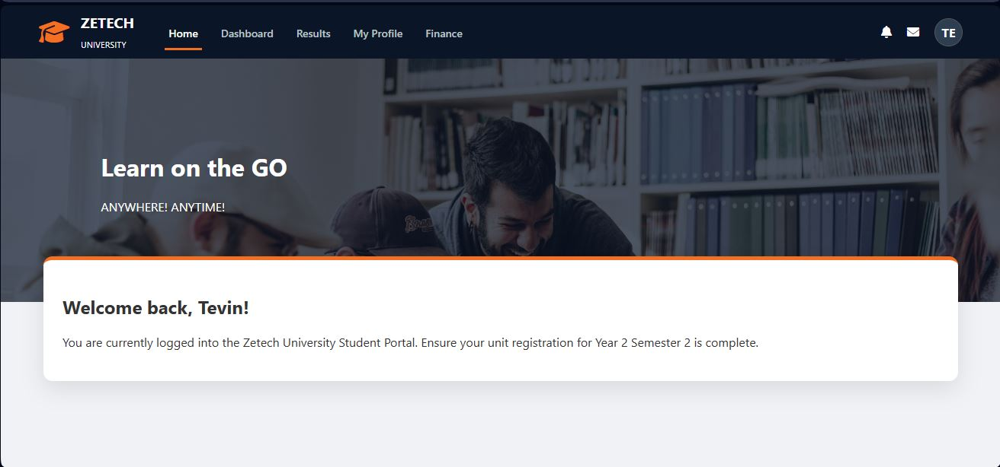 ZETECH
UNIVERSITY
Home Dashboard Results My Profile Finance
TE
Learn on the GO
ANYWHERE! ANYTIME!
Welcome back, Tevin!
You are currently logged into the Zetech University Student Portal. Ensure your unit registration for Year 2 Semester 2 is complete.